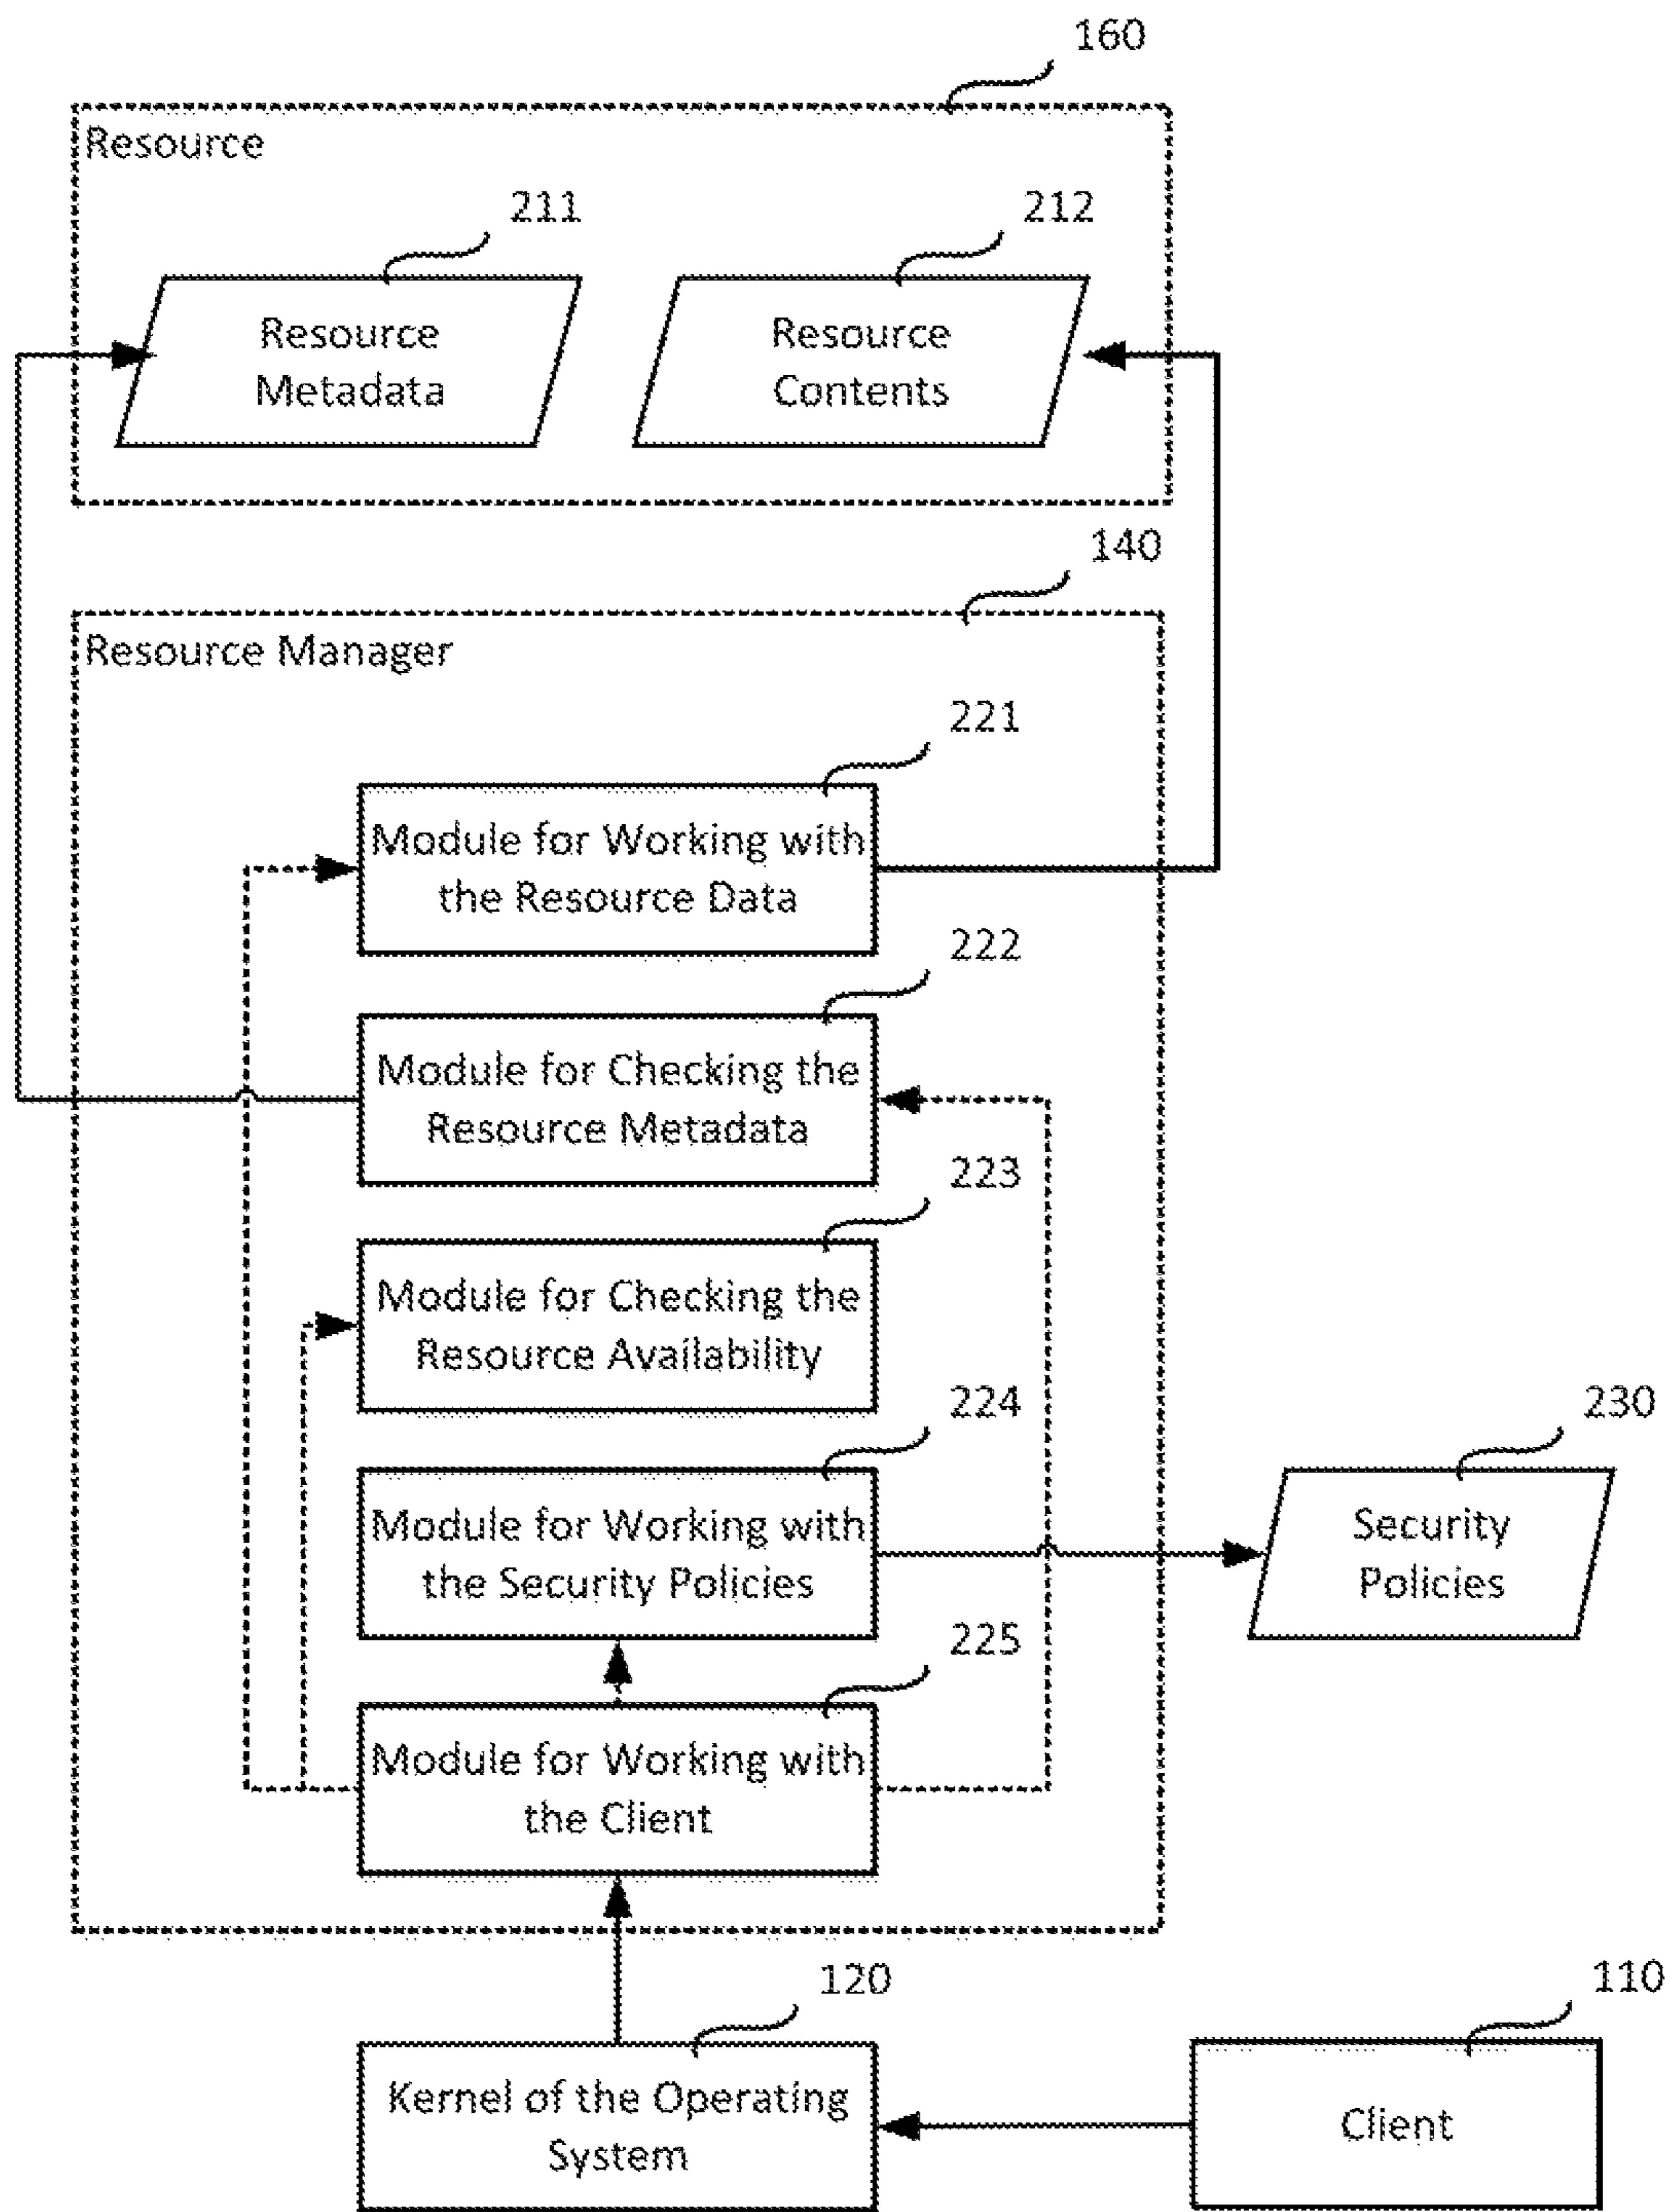 160
Resource
211
212
Resource
Metadata
Resource
Contents
140
Resource Manager
221
Module for Working with
the Resource Data
222
Module for Checking the
Resource Metadata
223
Module for Checking the
Resource Availability
224
230
Module for Working with
the Security Policies
Security
Policies
225
Module for Working with
the Client
120
110
Kernel of the Operating
System
Client